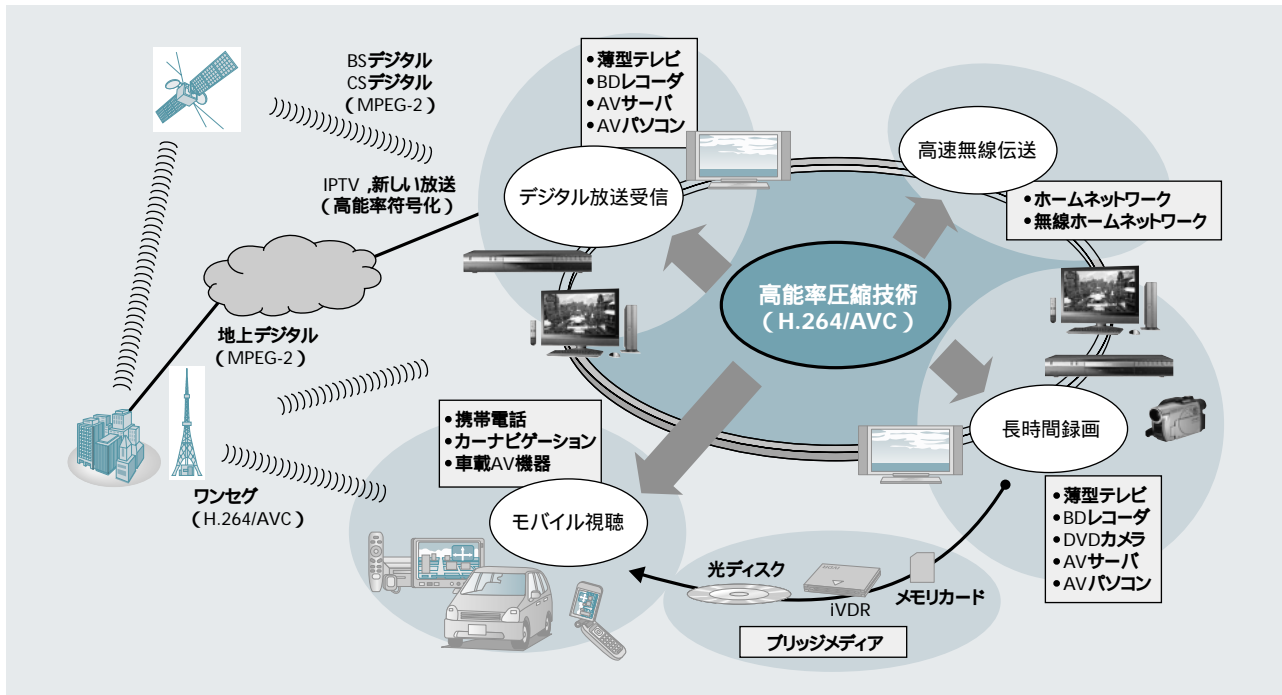 BSデジタル
CSデジタル
(MPEG-2)
IPTV,新しい放送
(高能率符号化)
地上デジタル
(MPEG-2)
ワンセグ
(H.264/AVC)
•薄型テレビ
•BDレコーダ
•AVサーバ
•AVパソコン
デジタル放送受信
高速無線伝送
•ホームネットワーク
•無線ホームネットワーク
高能率圧縮技術
(H.264/AVC)
•携帯電話
•カーナビゲーション
•車載AV機器
モバイル視聴
長時間録画
•薄型テレビ
•BDレコーダ
•DVDカメラ
•AVサーバ
•AVパソコン
光ディスク
iVDR
メモリカード
ブリッジメディア